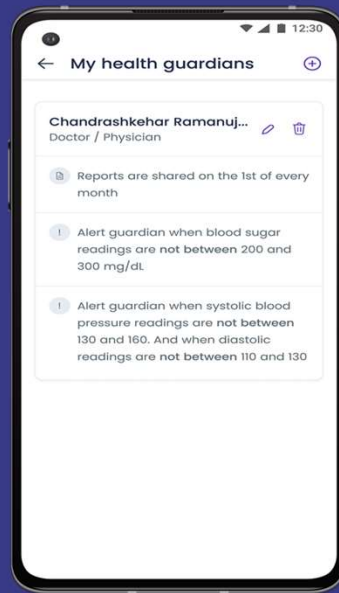 12:30
My health guardians
Chandrashkehar Ramanuj...
Doctor / Physician
Reports are shared on the 1st of every
month
Alert guardian when blood sugar
readings are not between 200 and
300 mg/dL
Alert guardian when systolic blood
pressure readings are not between
130 and 160. And when diastolic
readings are not between 110 and 130